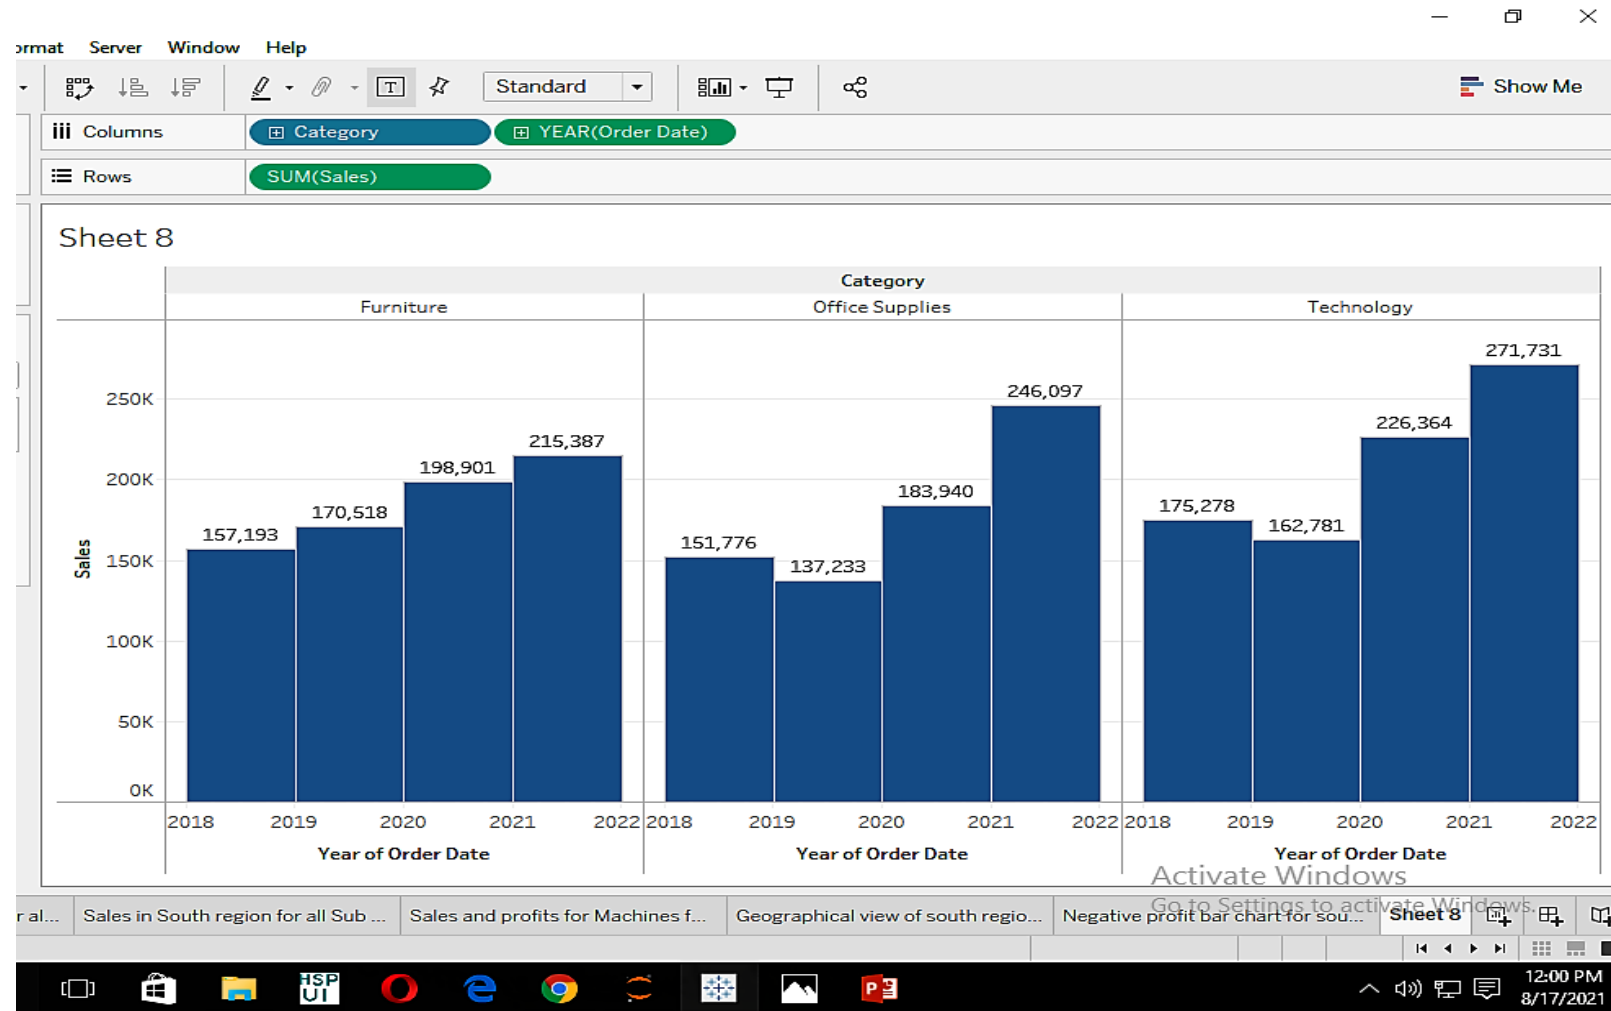 ormat Server Window Help
T Standard Show Me
Columns Category YEAR(Order Date)
Rows SUM(Sales)
Sheet 8
Category
Furniture Office Supplies Technology
271,731
250K 246,097
226,364
215,387
198,901
200K 183,940
175,278
170,518
162,781
157,193
151,776
150K 137,233
Sales
100K
50K
0K
2018 2019 2020 2021 2022 2018 2019 2020 2021 2022 2018 2019 2020 2021 2022
Year of Order Date Year of Order Date Year of Order Date
Activate Windows
Go to Settings to activate Windows.
r al... Sales in South region for all Sub ... Sales and profits for Machines f... Geographical view of south regio... Negative profit bar chart for sou... Sheet 8
HSP UI P 12:00 PM
8/17/2021